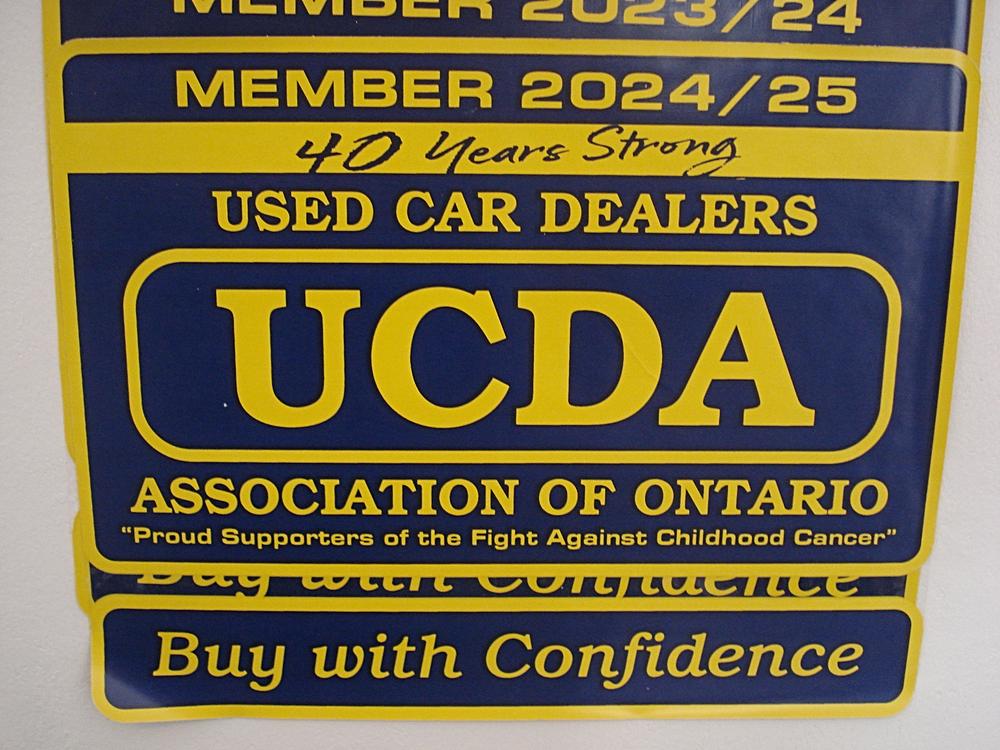 MEMBER 2023/24
MEMBER 2024/25
40 Years Strong
USED CAR DEALERS
UCDA
ASSOCIATION OF ONTARIO
“Proud Supporters of the Fight Against Childhood Cancer”
Buy with Confidence
Buy with Confidence